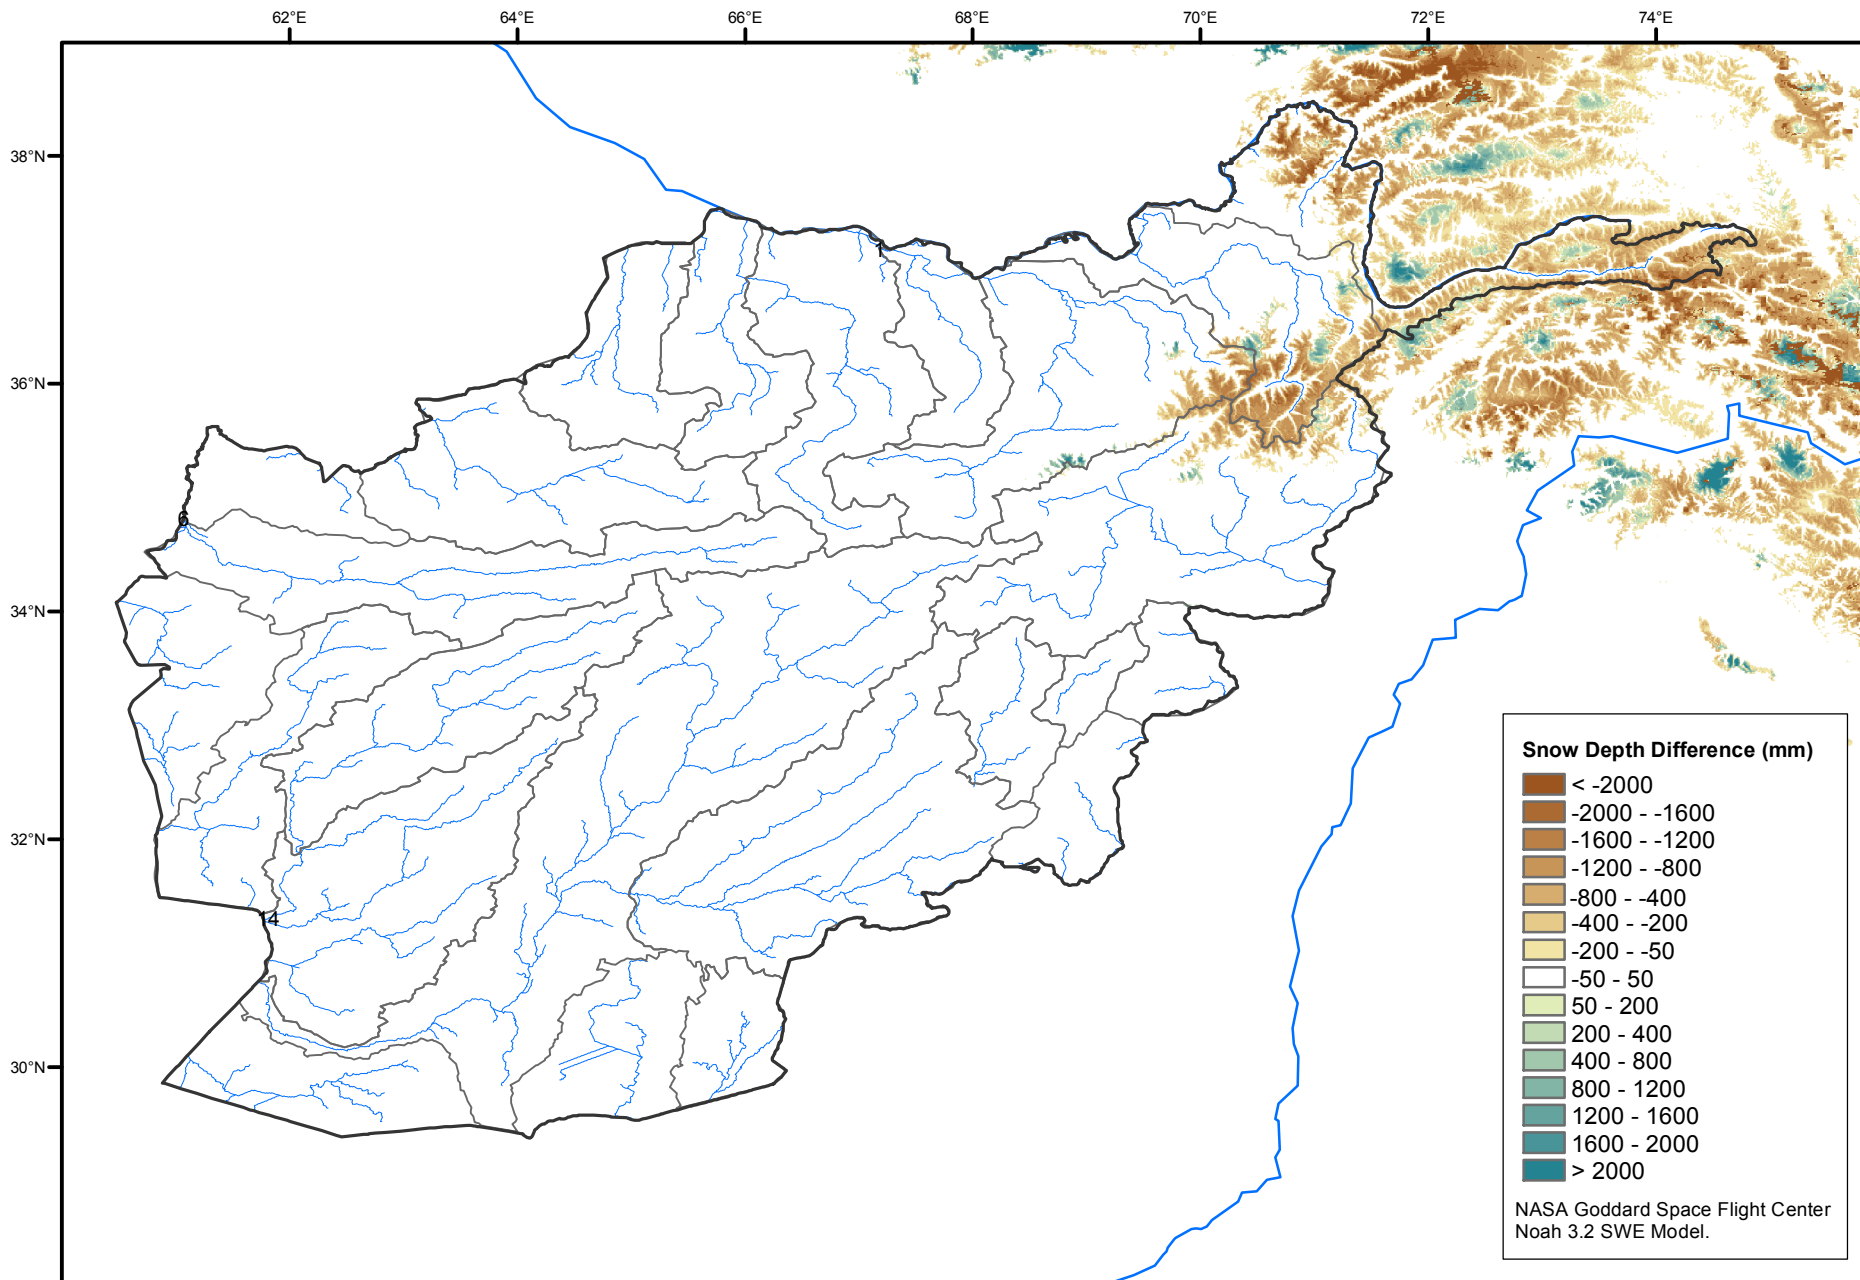 62°E 64°E 66°E 68°E 70°E 72°E 74°E
38°N
1
36°N
6
34°N
32°N
14
30°N
Snow Depth Difference (mm)
< -2000
-2000 - -1600
-1600 - -1200
-1200 - -800
-800 - -400
-400 - -200
-200 - -50
-50 - 50
50 - 200
200 - 400
400 - 800
800 - 1200
1200 - 1600
1600 - 2000
> 2000
NASA Goddard Space Flight Center
Noah 3.2 SWE Model.